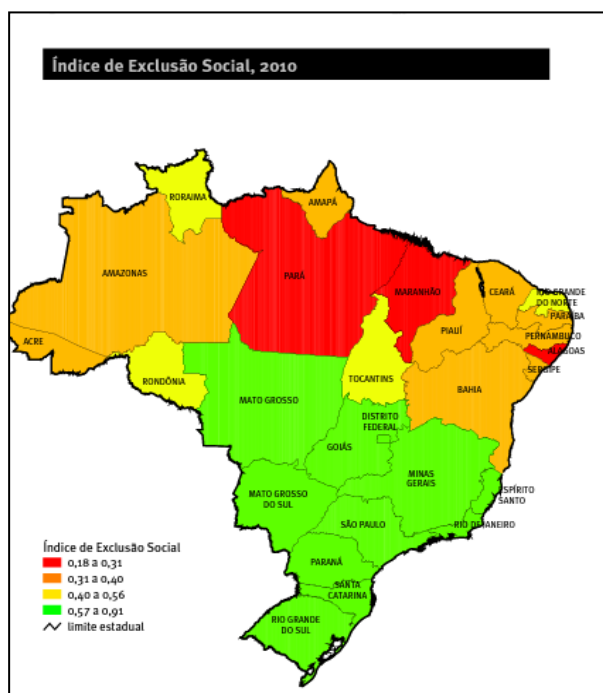 Índice de Exclusão Social, 2010
RORAIMA
AMAPÁ
AMAZONAS
PARÁ
MARANHÃO
CEARÁ
RIO GRANDE
DO NORTE
PARAÍBA
PIAUÍ
PERNAMBUCO
ALAGOAS
ACRE
SERGIPE
RONDÔNIA
TOCANTINS
BAHIA
MATO GROSSO
DISTRITO
FEDERAL
GOIÁS
MINAS
GERAIS
MATO GROSSO
DO SUL
ESPÍRITO
SANTO
SÃO PAULO
RIO DE JANEIRO
PARANÁ
SANTA
CATARINA
RIO GRANDE
DO SUL
Índice de Exclusão Social
0,18 a 0,31
0,31 a 0,40
0,40 a 0,56
0,57 a 0,91
limite estadual